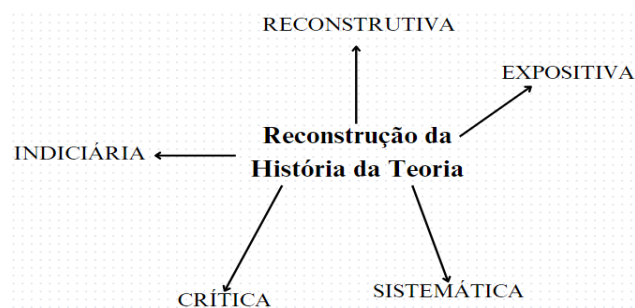 RECONSTRUTIVA
EXPOSITIVA
Reconstrução da
História da Teoria
INDICIÁRIA
CRÍTICA
SISTEMÁTICA